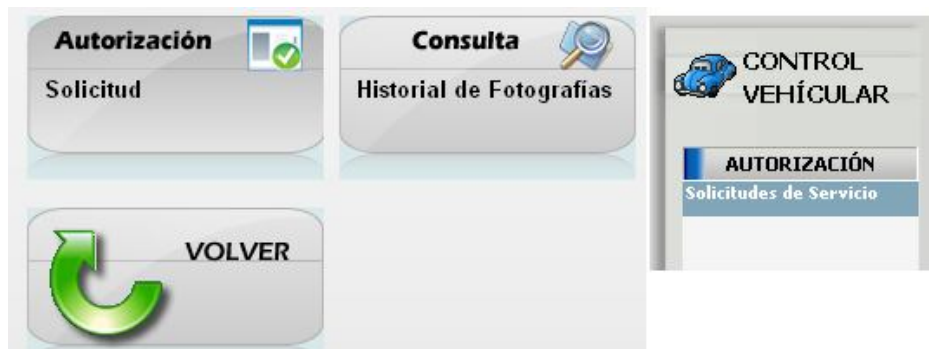 Autorización
Solicitud
Consulta
Historial de Fotografías
VOLVER
CONTROL
VEHÍCULAR
AUTORIZACIÓN
Solicitudes de Servicio